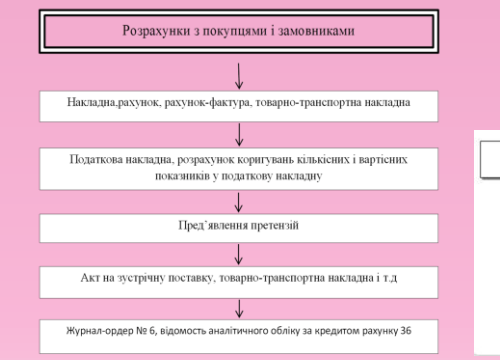 Розрахунки з покупцями і замовниками
Накладна,рахунок, рахунок-фактура, товарно-транспортна накладна
Податкова накладна, розрахунок коригувань кількісних і вартісних
показників у податкову накладну
Пред´явлення претензій
Акт на зустрічну поставку, товарно-транспортна накладна і т.д
Журнал-ордер № 6, відомость аналітичного обліку за кредитом рахунку 36